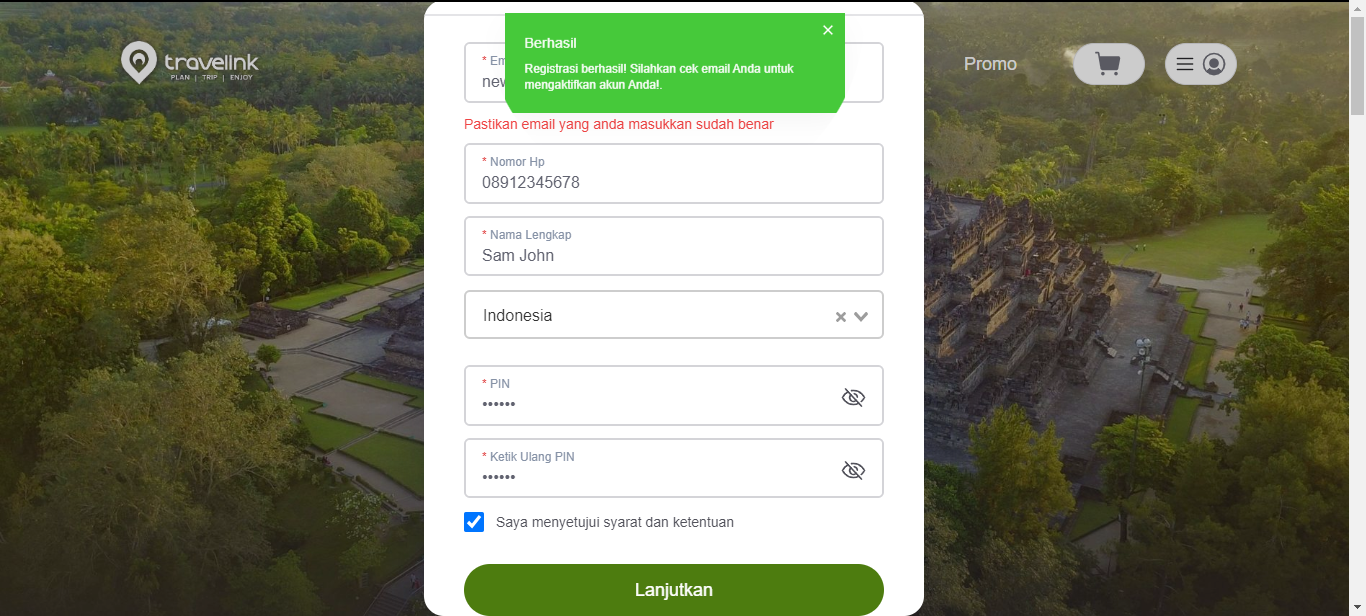 travelink
PLAN | TRIP | ENJOY
Promo
Berhasil
Registrasi berhasil! Silahkan cek email Anda untuk
mengaktifkan akun Anda!.
Pastikan email yang anda masukkan sudah benar
* Nomor Hp
08912345678
* Nama Lengkap
Sam John
Indonesia
* PIN
••••••
* Ketik Ulang PIN
••••••
Saya menyetujui syarat dan ketentuan
Lanjutkan